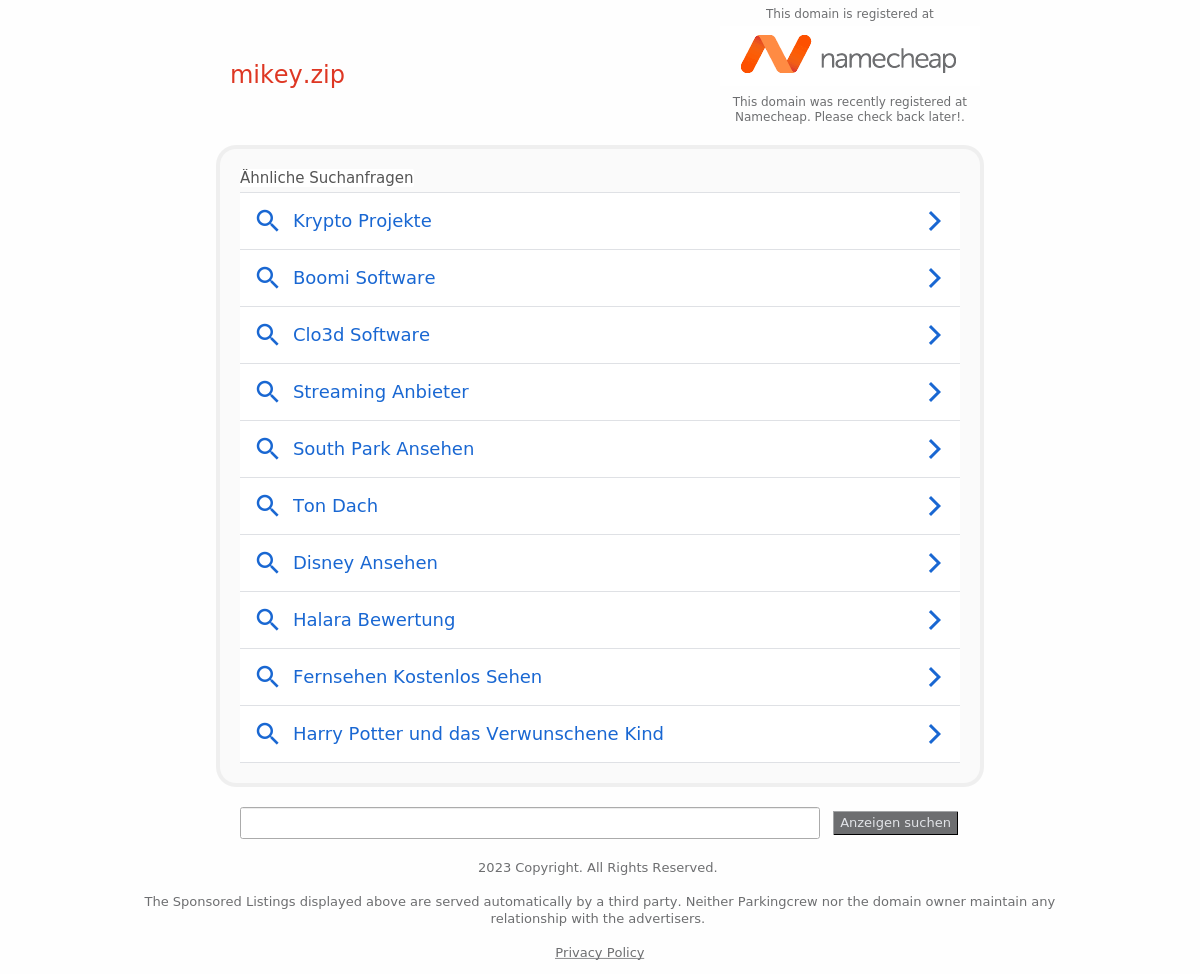 This domain is registered at
namecheap
mikey.zip
This domain was recently registered at
Namecheap. Please check back later!.
Ähnliche Suchanfragen
Krypto Projekte
Boomi Software
Clo3d Software
Streaming Anbieter
South Park Ansehen
Ton Dach
Disney Ansehen
Halara Bewertung
Fernsehen Kostenlos Sehen
Harry Potter und das Verwunschene Kind
Anzeigen suchen
2023 Copyright. All Rights Reserved.
The Sponsored Listings displayed above are served automatically by a third party. Neither Parkingcrew nor the domain owner maintain any
relationship with the advertisers.
Privacy Policy